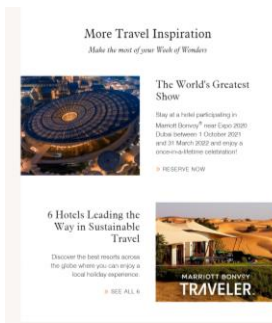 More Travel Inspiration
Make the most of your Week of Wonders
The World's Greatest
Show
Stay at a hotel participating in
Marriott Bonvoy® near Expo 2020
Dubai between 1 October 2021
and 31 March 2022 and enjoy a
once-in-a-lifetime celebration!
» RESERVE NOW
6 Hotels Leading the
Way in Sustainable
Travel
Discover the best resorts across
the globe where you can enjoy a
local holiday experience.
» SEE ALL 6
MARRIOTT BONVOY
TRAVELER